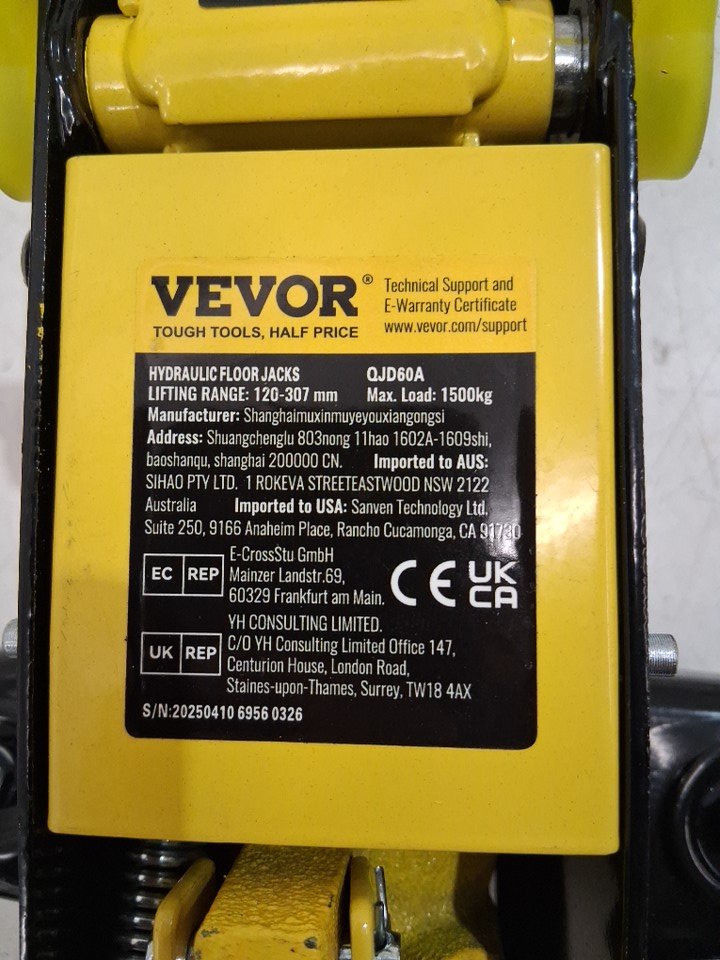 VEVOR®
TOUGH TOOLS, HALF PRICE
Technical Support and
E-Warranty Certificate
www.vevor.com/support
HYDRAULIC FLOOR JACKS QJD60A
LIFTING RANGE: 120-307 mm Max. Load: 1500kg
Manufacturer: Shanghaimuxinmuyeyouxiangongsi
Address: Shuangchenglu 803nong 11hao 1602A-1609shi,
baoshanqu, shanghai 200000 CN. Imported to AUS:
SIHAO PTY LTD. 1 ROKEVA STREETEASTWOOD NSW 2122
Australia Imported to USA: Sanven Technology Ltd.
Suite 250, 9166 Anaheim Place, Rancho Cucamonga, CA 91730
EC REP
E-CrossStu GmbH
Mainzer Landstr.69,
60329 Frankfurt am Main.
CE UK CA
UK REP
YH CONSULTING LIMITED.
C/O YH Consulting Limited Office 147,
Centurion House, London Road,
Staines-upon-Thames, Surrey, TW18 4AX
S/N:20250410 6956 0326